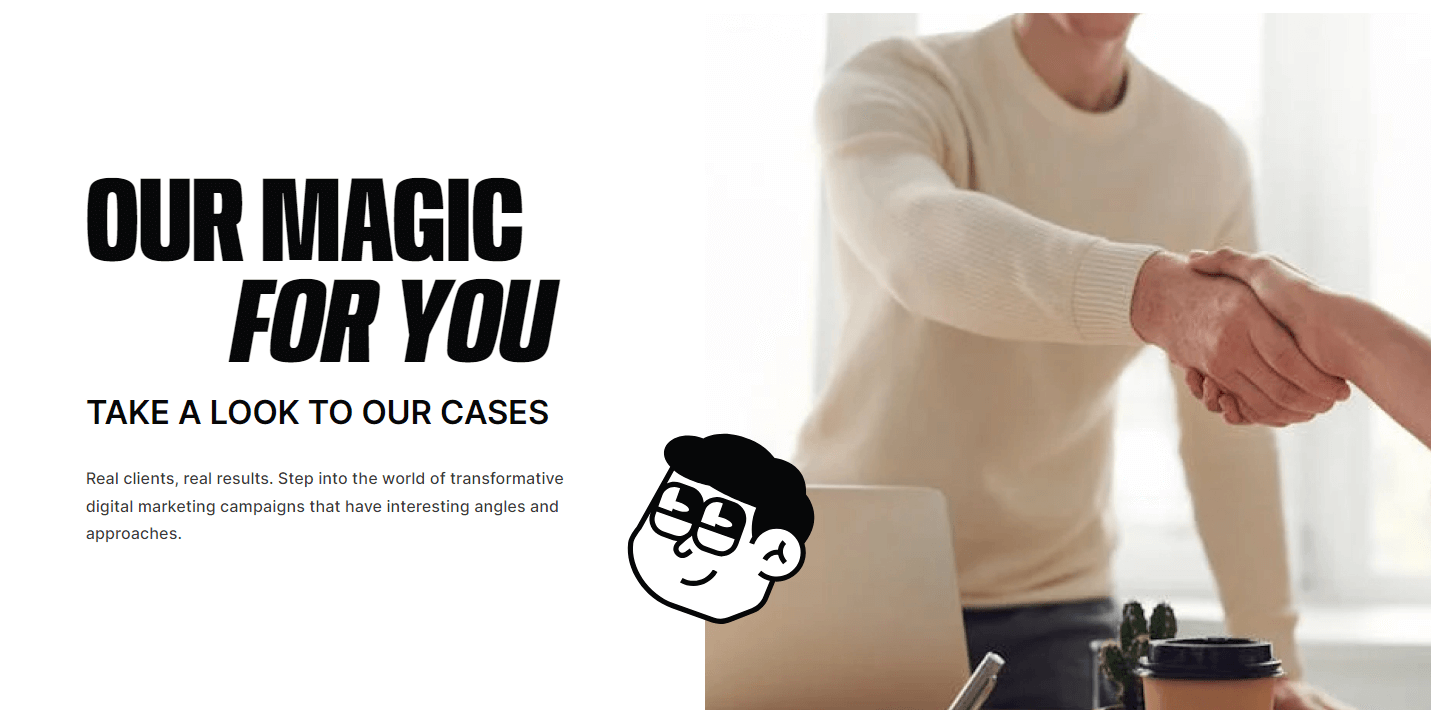 OUR MAGIC
FOR YOU
TAKE A LOOK TO OUR CASES
Real clients, real results. Step into the world of transformative
digital marketing campaigns that have interesting angles and
approaches.